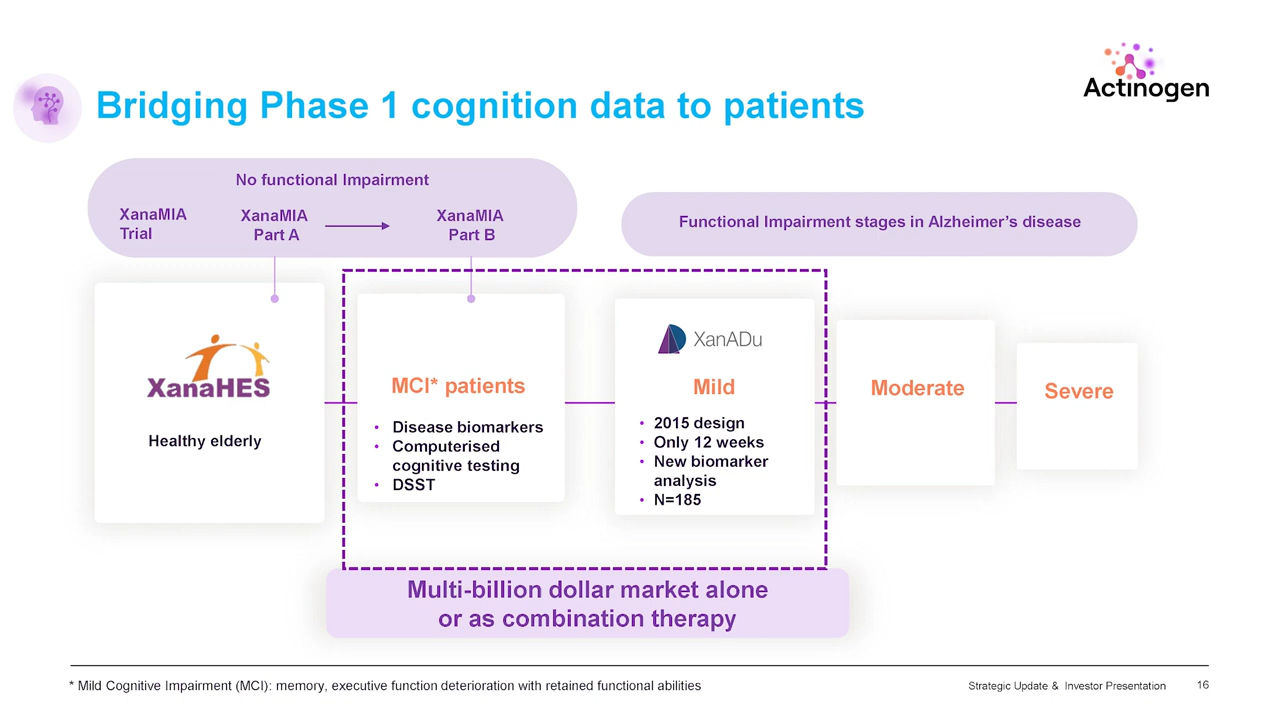 Actinogen
Bridging Phase 1 cognition data to patients
No functional Impairment
XanaMIA
Trial
XanaMIA
Part A
XanaMIA
Part B
Functional Impairment stages in Alzheimer’s disease
XanaHES
Healthy elderly
MCI* patients
• Disease biomarkers
• Computerised
cognitive testing
• DSST
XanADu
Mild
• 2015 design
• Only 12 weeks
• New biomarker
analysis
• N=185
Moderate
Severe
Multi-billion dollar market alone
or as combination therapy
* Mild Cognitive Impairment (MCI): memory, executive function deterioration with retained functional abilities
Strategic Update & Investor Presentation 16